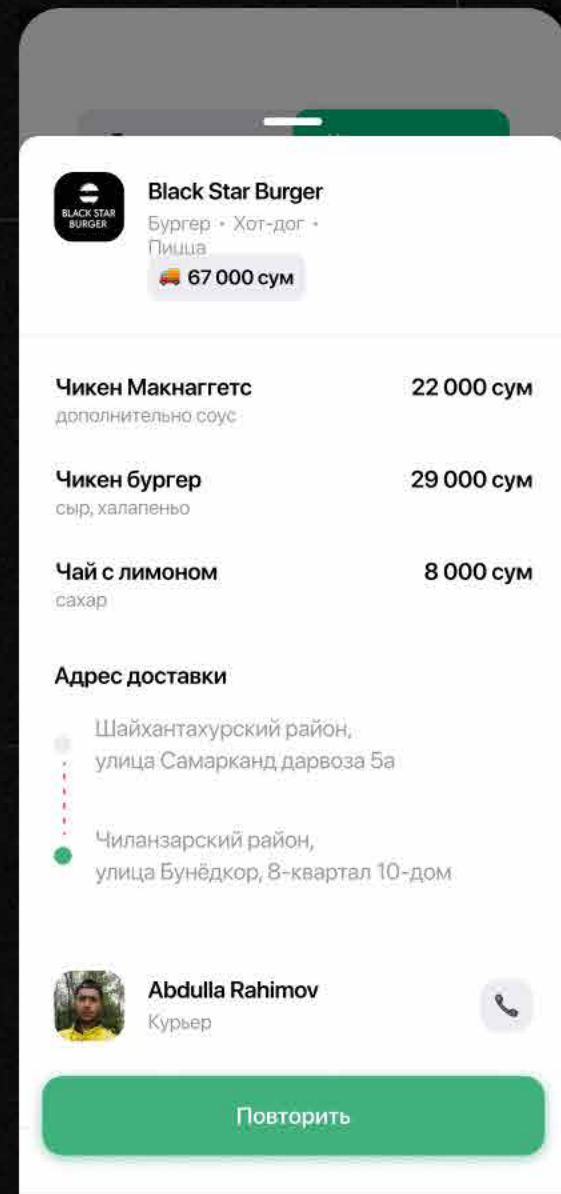 BLACK STAR
BURGER
Black Star Burger
Бургер • Хот-дог •
Пицца
67 000 сум
Чикен Макнаггетс 22 000 сум
дополнительно соус
Чикен бургер 29 000 сум
сыр, халапеньо
Чай с лимоном 8 000 сум
сахар
Адрес доставки
Шайхантахурский район,
улица Самарканд дарвоза 5а
Чиланзарский район,
улица Бунёдкор, 8-квартал 10-дом
Abdulla Rahimov
Курьер
Повторить